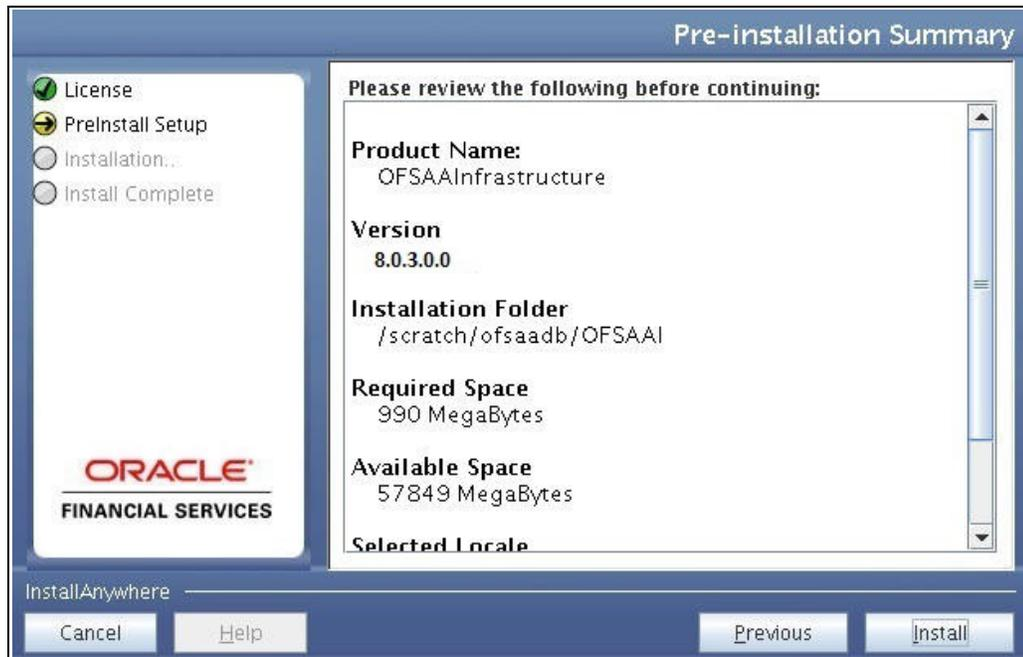 Pre-installation Summary
License
PreInstall Setup
Installation..
Install Complete
ORACLE
FINANCIAL SERVICES
Please review the following before continuing:
Product Name:
OFSAAInfrastructure
Version
8.0.3.0.0
Installation Folder
/scratch/ofsaadb/OFSAAI
Required Space
990 MegaBytes
Available Space
57849 MegaBytes
Selected Locale
InstallAnywhere
Cancel
Help
Previous
Install